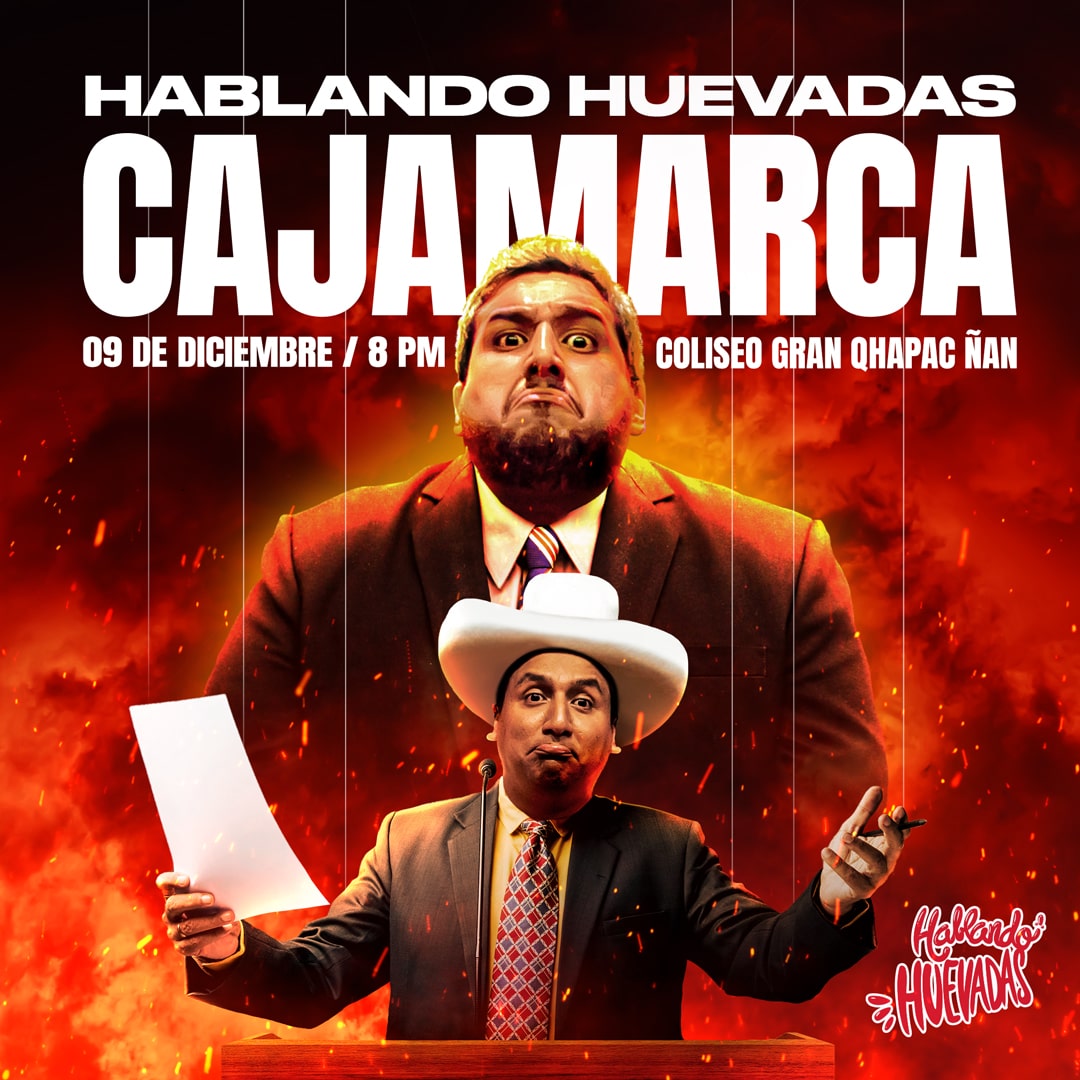 HABLANDO HUEVADAS
CAJAMARCA
09 DE DICIEMBRE / 8 PM
COLISEO GRAN QHAPAC ÑAN
Hablando
HUEVADAS